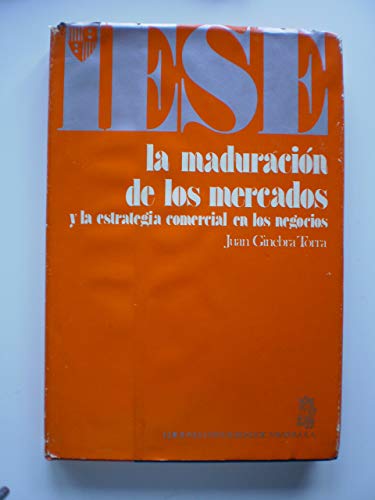 IESE
la maduración
de los mercados
y la estrategia comercial en los negocios
Juan Ginebra Torra